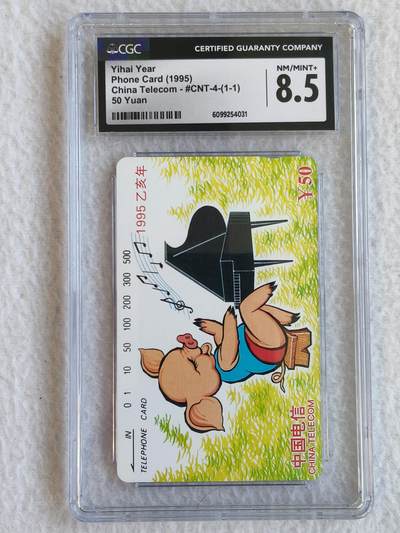 CGC
CERTIFIED GUARANTY COMPANY
Yihai Year
Phone Card (1995)
China Telecom - #CNT-4-(1-1)
50 Yuan
NM/MINT+
8.5
6099254031
¥50
1995 乙亥年
IN 0 1 10 50 100 200 300 500
TELEPHONE CARD
中国电信
CHINA TELECOM